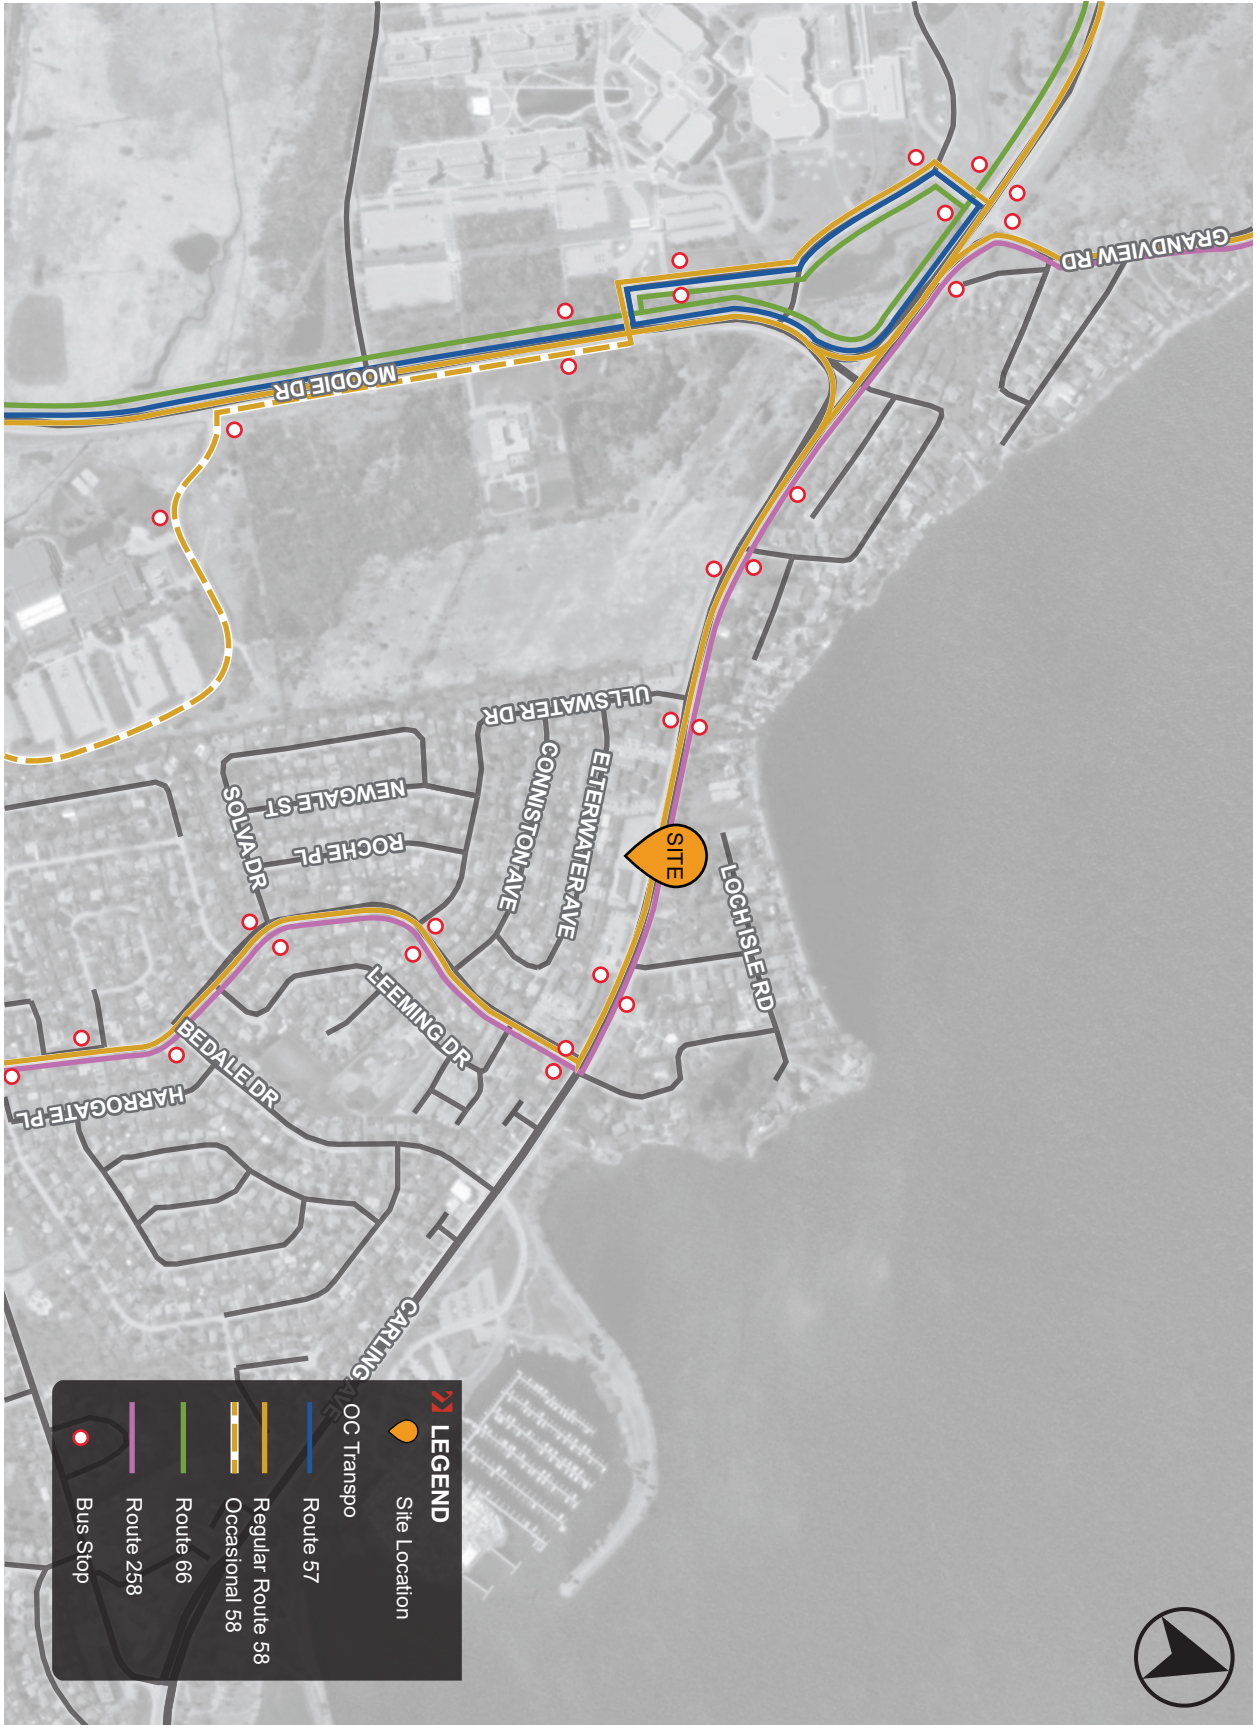 GRANDVIEW RD
MOODIE DR
ULLSWATER DR
CONNISTON AVE
ELTERWATER AVE
NEWGALE ST
SOLVA DR
ROCHE PL
SITE
LOCH ISLE RD
LEEMING DR
BEDALE DR
HARROGATE PL
CARLING AVE
LEGEND
Site Location
OC Transpo
Route 57
Regular Route 58
Occasional 58
Route 66
Route 258
Bus Stop